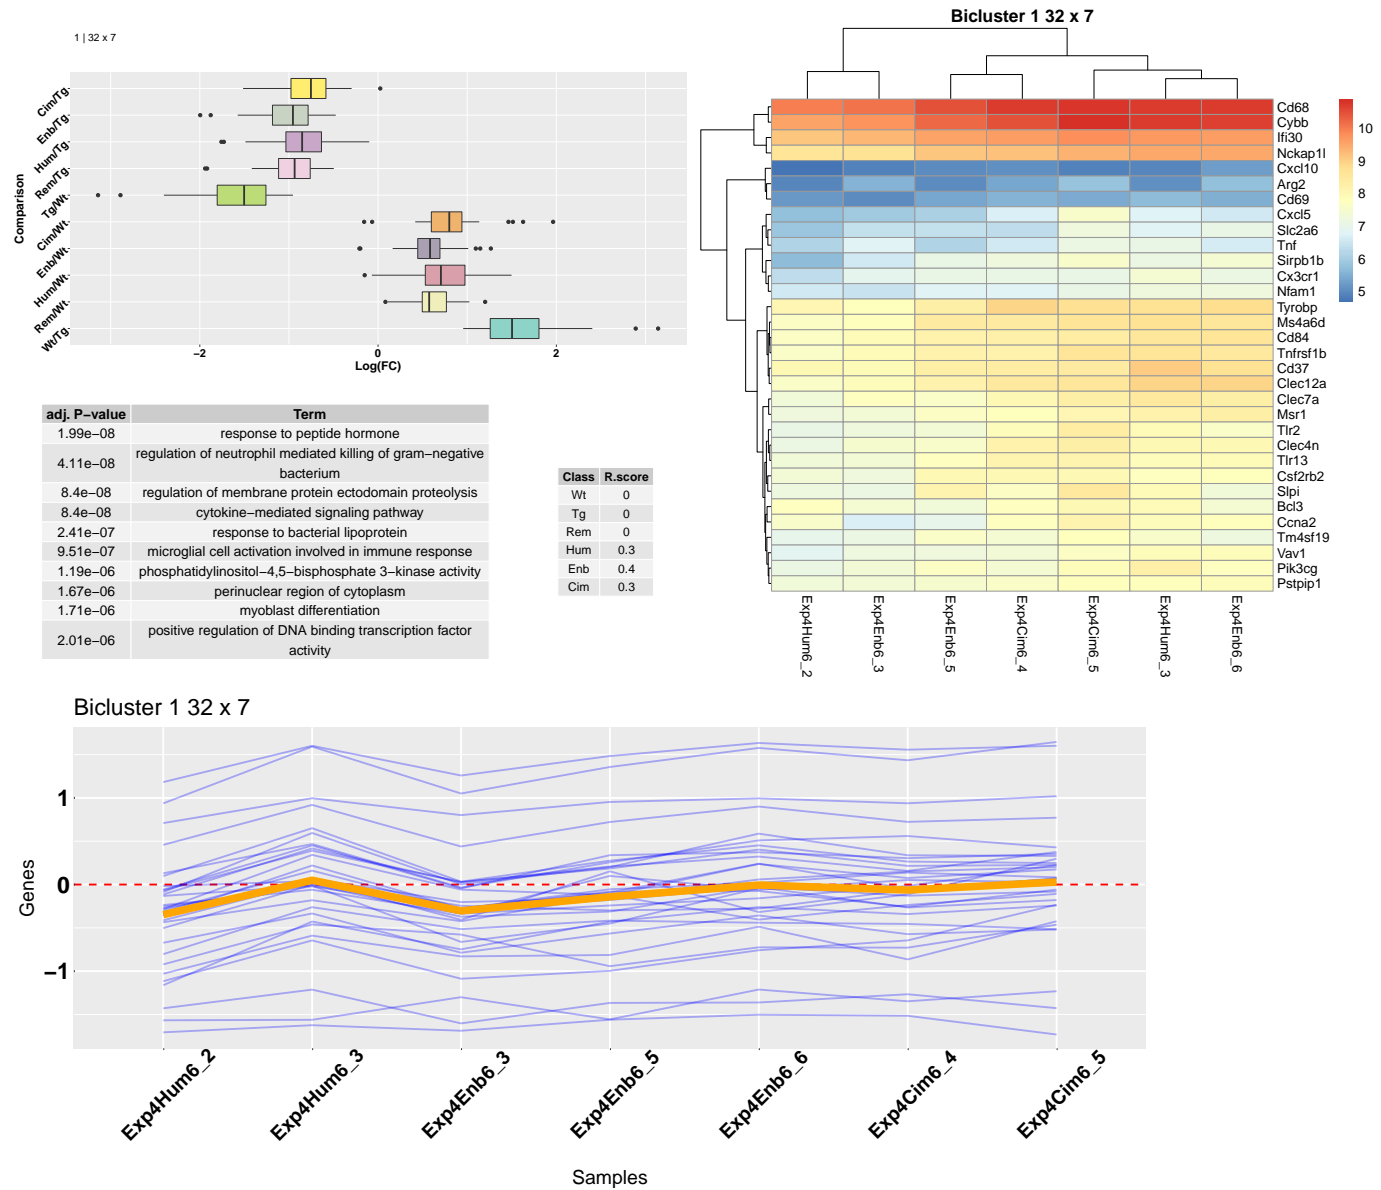 1 | 32 x 7
Comparison
Cim/Tg
Enb/Tg
Hum/Tg
Rem/Tg
Tg/Wt
Cim/Wt
Enb/Wt
Hum/Wt
Rem/Wt
Wt/Tg
−2 0 2
Log(FC)
Bicluster 1 32 x 7
Cd68
Cybb
Ifi30
Nckap1l
Cxcl10
Arg2
Cd69
Cxcl5
Slc2a6
Tnf
Sirpb1b
Cx3cr1
Nfam1
Tyrobp
Ms4a6d
Cd84
Tnfrsf1b
Cd37
Clec12a
Clec7a
Msr1
Tlr2
Clec4n
Tlr13
Csf2rb2
Slpi
Bcl3
Ccna2
Tm4sf19
Vav1
Pik3cg
Pstpip1
10
9
8
7
6
5
Exp4Hum6_2
Exp4Enb6_3
Exp4Enb6_5
Exp4Cim6_4
Exp4Cim6_5
Exp4Hum6_3
Exp4Enb6_6
adj. P−value Term
1.99e−08 response to peptide hormone
4.11e−08 regulation of neutrophil mediated killing of gram−negative
bacterium
8.4e−08 regulation of membrane protein ectodomain proteolysis
8.4e−08 cytokine−mediated signaling pathway
2.41e−07 response to bacterial lipoprotein
9.51e−07 microglial cell activation involved in immune response
1.19e−06 phosphatidylinositol−4,5−bisphosphate 3−kinase activity
1.67e−06 perinuclear region of cytoplasm
1.71e−06 myoblast differentiation
2.01e−06 positive regulation of DNA binding transcription factor
activity
Class R.score
Wt 0
Tg 0
Rem 0
Hum 0.3
Enb 0.4
Cim 0.3
Bicluster 1 32 x 7
Genes
1
0
−1
Exp4Hum6_2
Exp4Hum6_3
Exp4Enb6_3
Exp4Enb6_5
Exp4Enb6_6
Exp4Cim6_4
Exp4Cim6_5
Samples